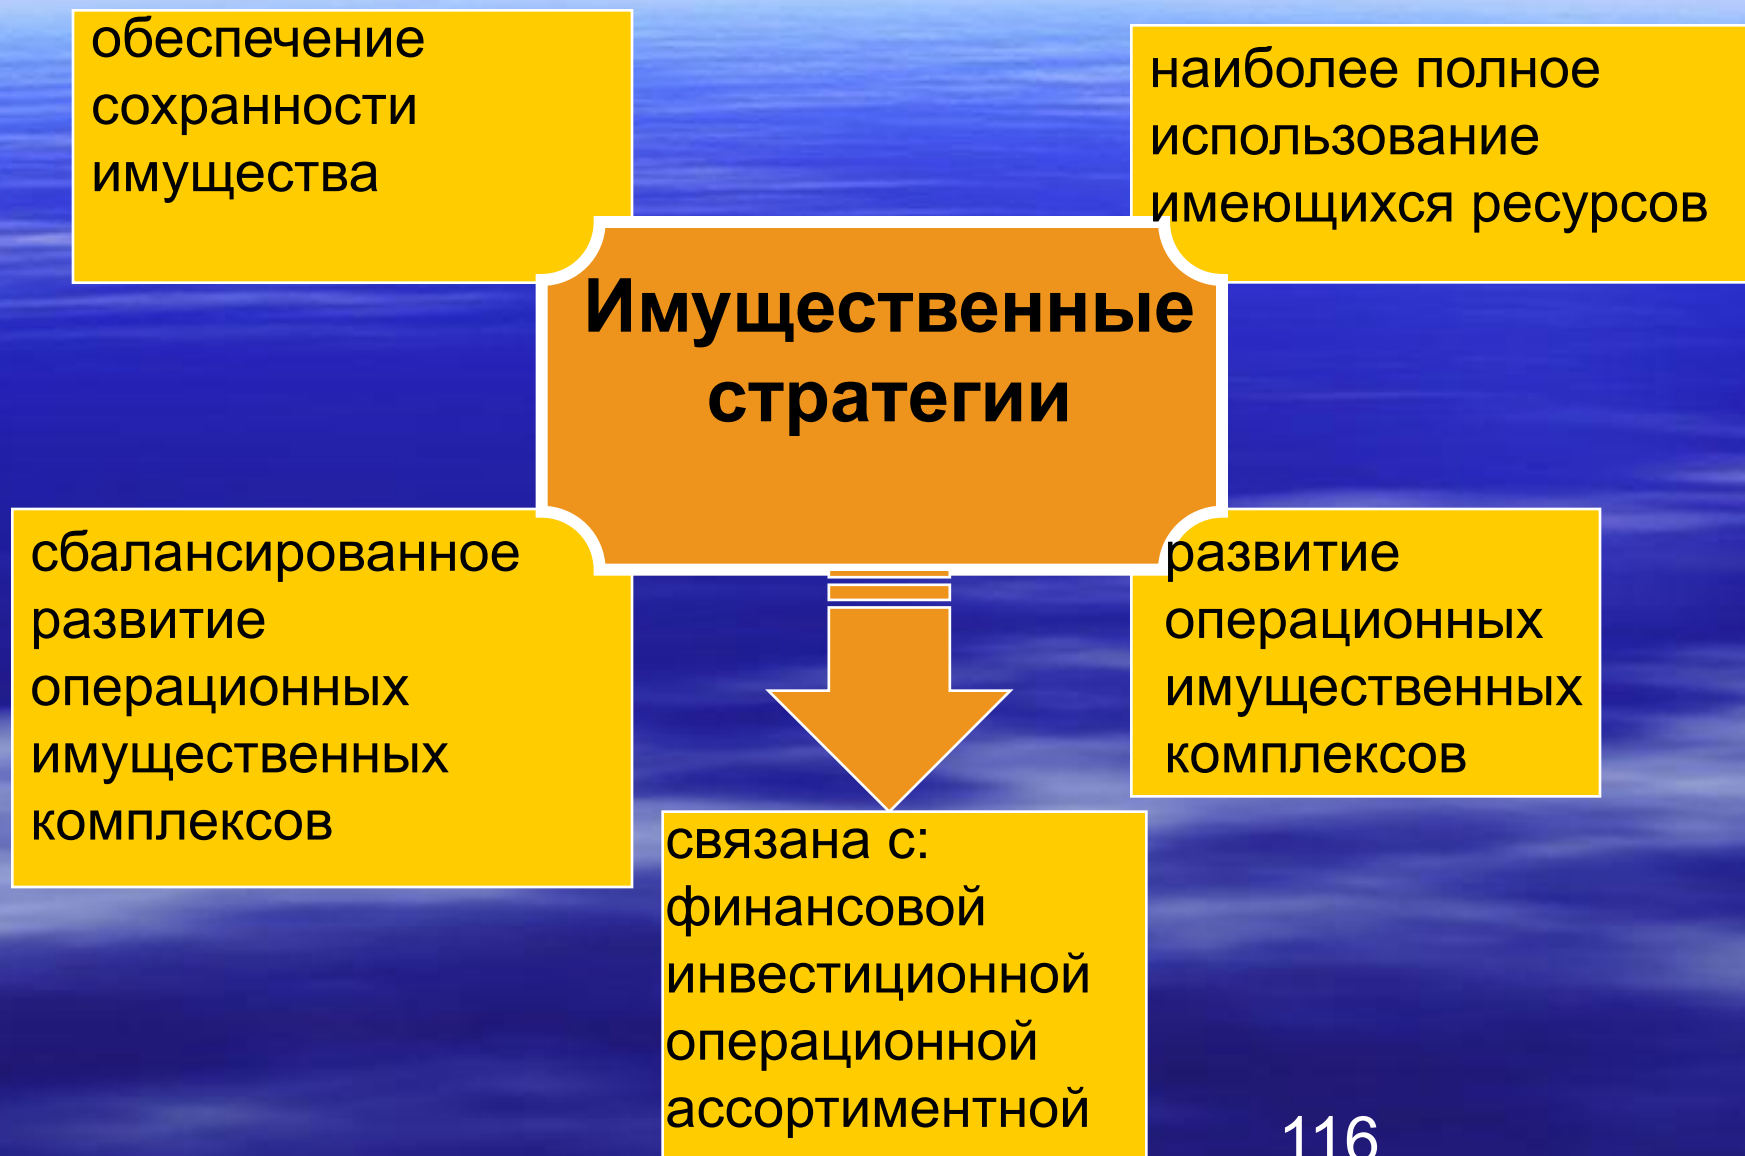 обеспечение
сохранности
имущества
наиболее полное
использование
имеющихся ресурсов
Имущественные
стратегии
сбалансированное
развитие
операционных
имущественных
комплексов
развитие
операционных
имущественных
комплексов
связана с:
финансовой
инвестиционной
операционной
ассортиментной
116